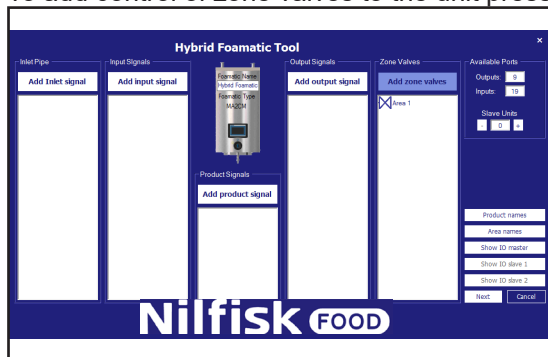 Hybrid Foamatic Tool
×
Inlet Pipe
Input Signals
Output Signals
Zone Valves
Available Ports
Add Inlet signal
Add input signal
Foamatic Name
Hybrid Foamatic
Foamatic Type
MA2CM
Add output signal
Add zone valves
Area 1
Outputs: 9
Inputs: 19
Slave Units
- 0 +
Product Signals
Add product signal
Product names
Area names
Show IO master
Show IO slave 1
Show IO slave 2
Next
Cancel
Nilfisk FOOD